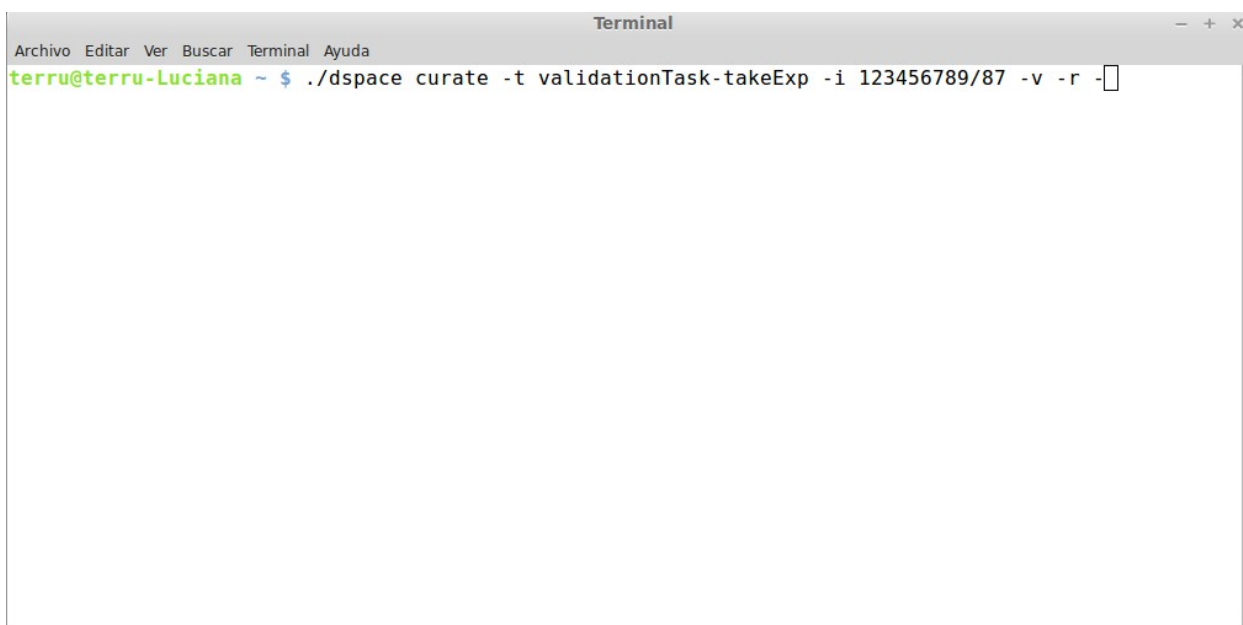 Terminal
Archivo Editar Ver Buscar Terminal Ayuda
terru@terru-Luciana ~ $ ./dspace curate -t validationTask-takeExp -i 123456789/87 -v -r -